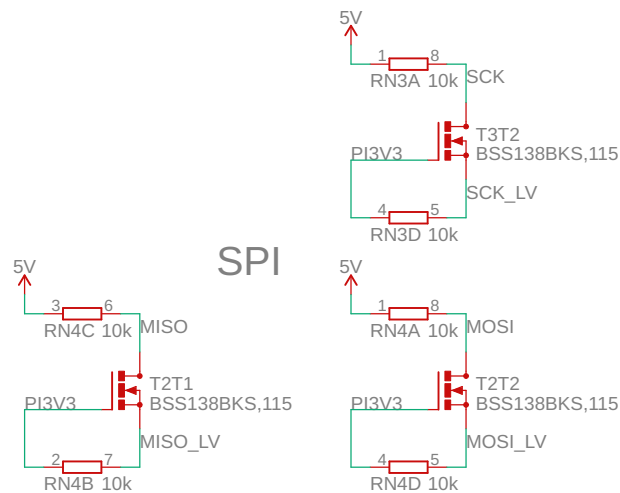 5V
1 8
RN3A 10k
SCK
T3T2
PI3V3
BSS138BKS,115
SCK_LV
4 5
RN3D 10k
SPI
5V
3 6
RN4C 10k
MISO
T2T1
PI3V3
BSS138BKS,115
MISO_LV
2 7
RN4B 10k
5V
1 8
RN4A 10k
MOSI
T2T2
PI3V3
BSS138BKS,115
MOSI_LV
4 5
RN4D 10k